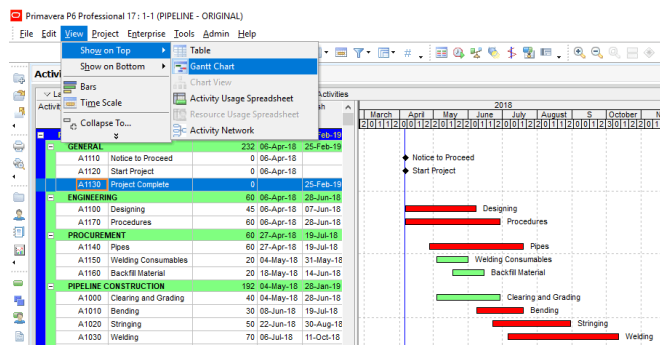 Primavera P6 Professional 17 : 1-1 (PIPELINE - ORIGINAL)
File Edit View Project Enterprise Tools Admin Help
Show on Top Table
Show on Bottom Gantt Chart
Activi Chart View
Bars Activity Usage Spreadsheet Activities
Time Scale Resource Usage Spreadsheet
Collapse To... Activity Network
2018
March April May June July August S October
GENERAL 232 06-Apr-18 25-Feb-19
A1110 Notice to Proceed 0 06-Apr-18 Notice to Proceed
A1120 Start Project 0 06-Apr-18 Start Project
A1130 Project Complete 0 25-Feb-19
ENGINEERING 60 06-Apr-18 28-Jun-18
A1100 Designing 45 06-Apr-18 07-Jun-18 Designing
A1170 Procedures 60 06-Apr-18 28-Jun-18 Procedures
PROCUREMENT 60 27-Apr-18 19-Jul-18
A1140 Pipes 60 27-Apr-18 19-Jul-18 Pipes
A1150 Welding Consumables 20 04-May-18 31-May-18 Welding Consumables
A1160 Backfill Material 20 18-May-18 14-Jun-18 Backfill Material
PIPELINE CONSTRUCTION 192 04-May-18 28-Jan-19
A1000 Clearing and Grading 40 04-May-18 28-Jun-18 Clearing and Grading
A1010 Bending 30 08-Jun-18 19-Jul-18 Bending
A1020 Stringing 50 22-Jun-18 30-Aug-18 Stringing
A1030 Welding 70 06-Jul-18 11-Oct-18 Welding